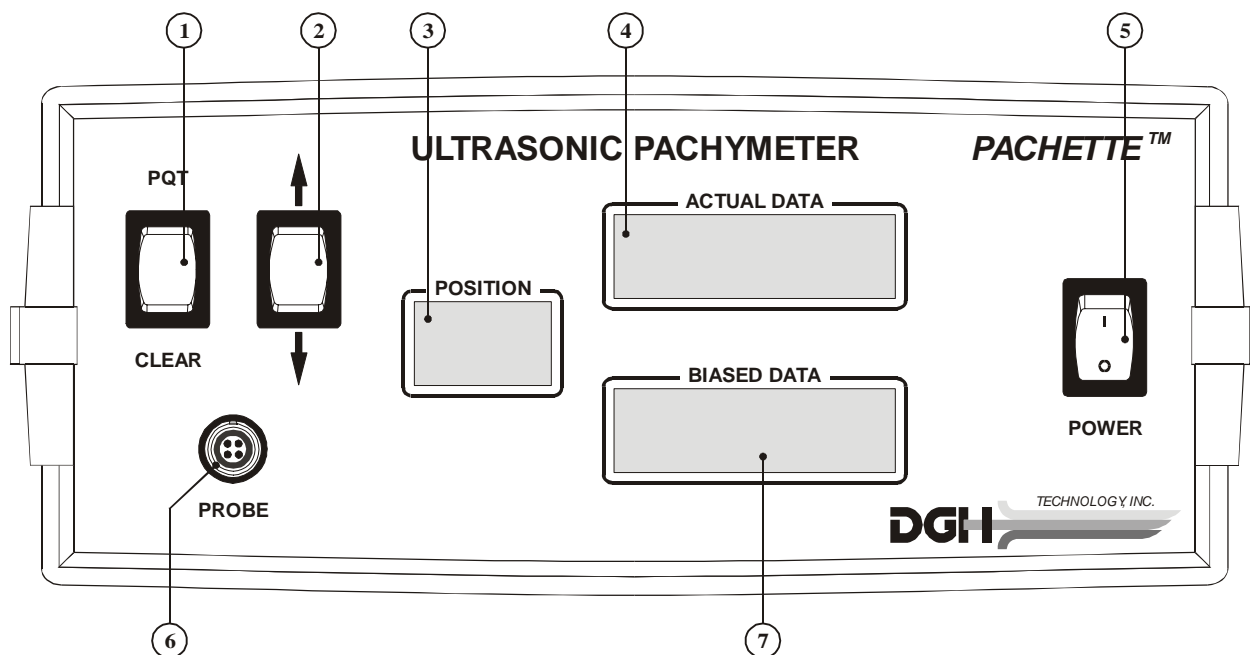 1 2 3 4 5
ULTRASONIC PACHYMETER PACHETTE™
PQT
ACTUAL DATA
POSITION
I
O
CLEAR
BIASED DATA
POWER
PROBE
TECHNOLOGY, INC.
DGH
6 7